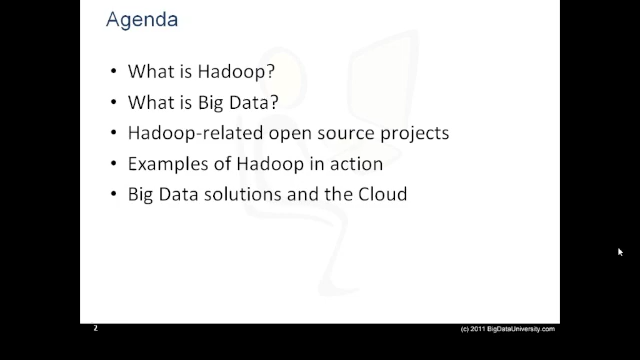 Agenda
• What is Hadoop?
• What is Big Data?
• Hadoop-related open source projects
• Examples of Hadoop in action
• Big Data solutions and the Cloud
2
(c) 2011 BigDataUniversity.com